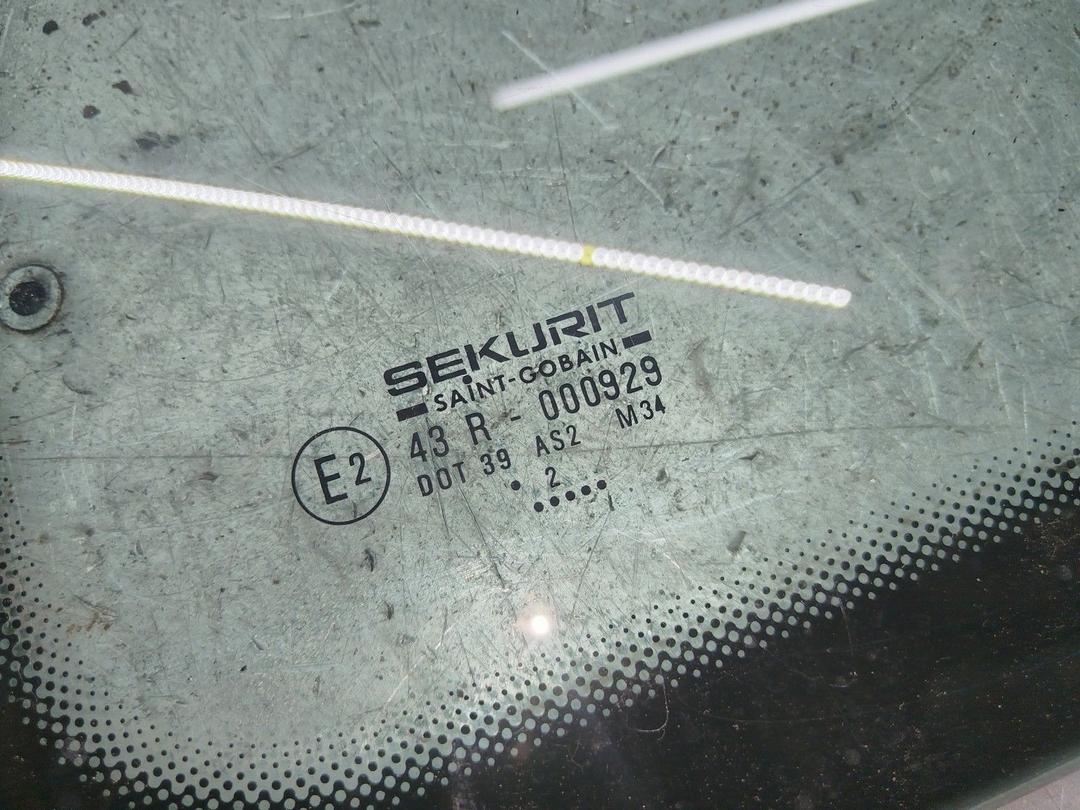 SEKURIT
SAINT-GOBAIN
E2
43 R - 000929
DOT 39 AS2 M34
2